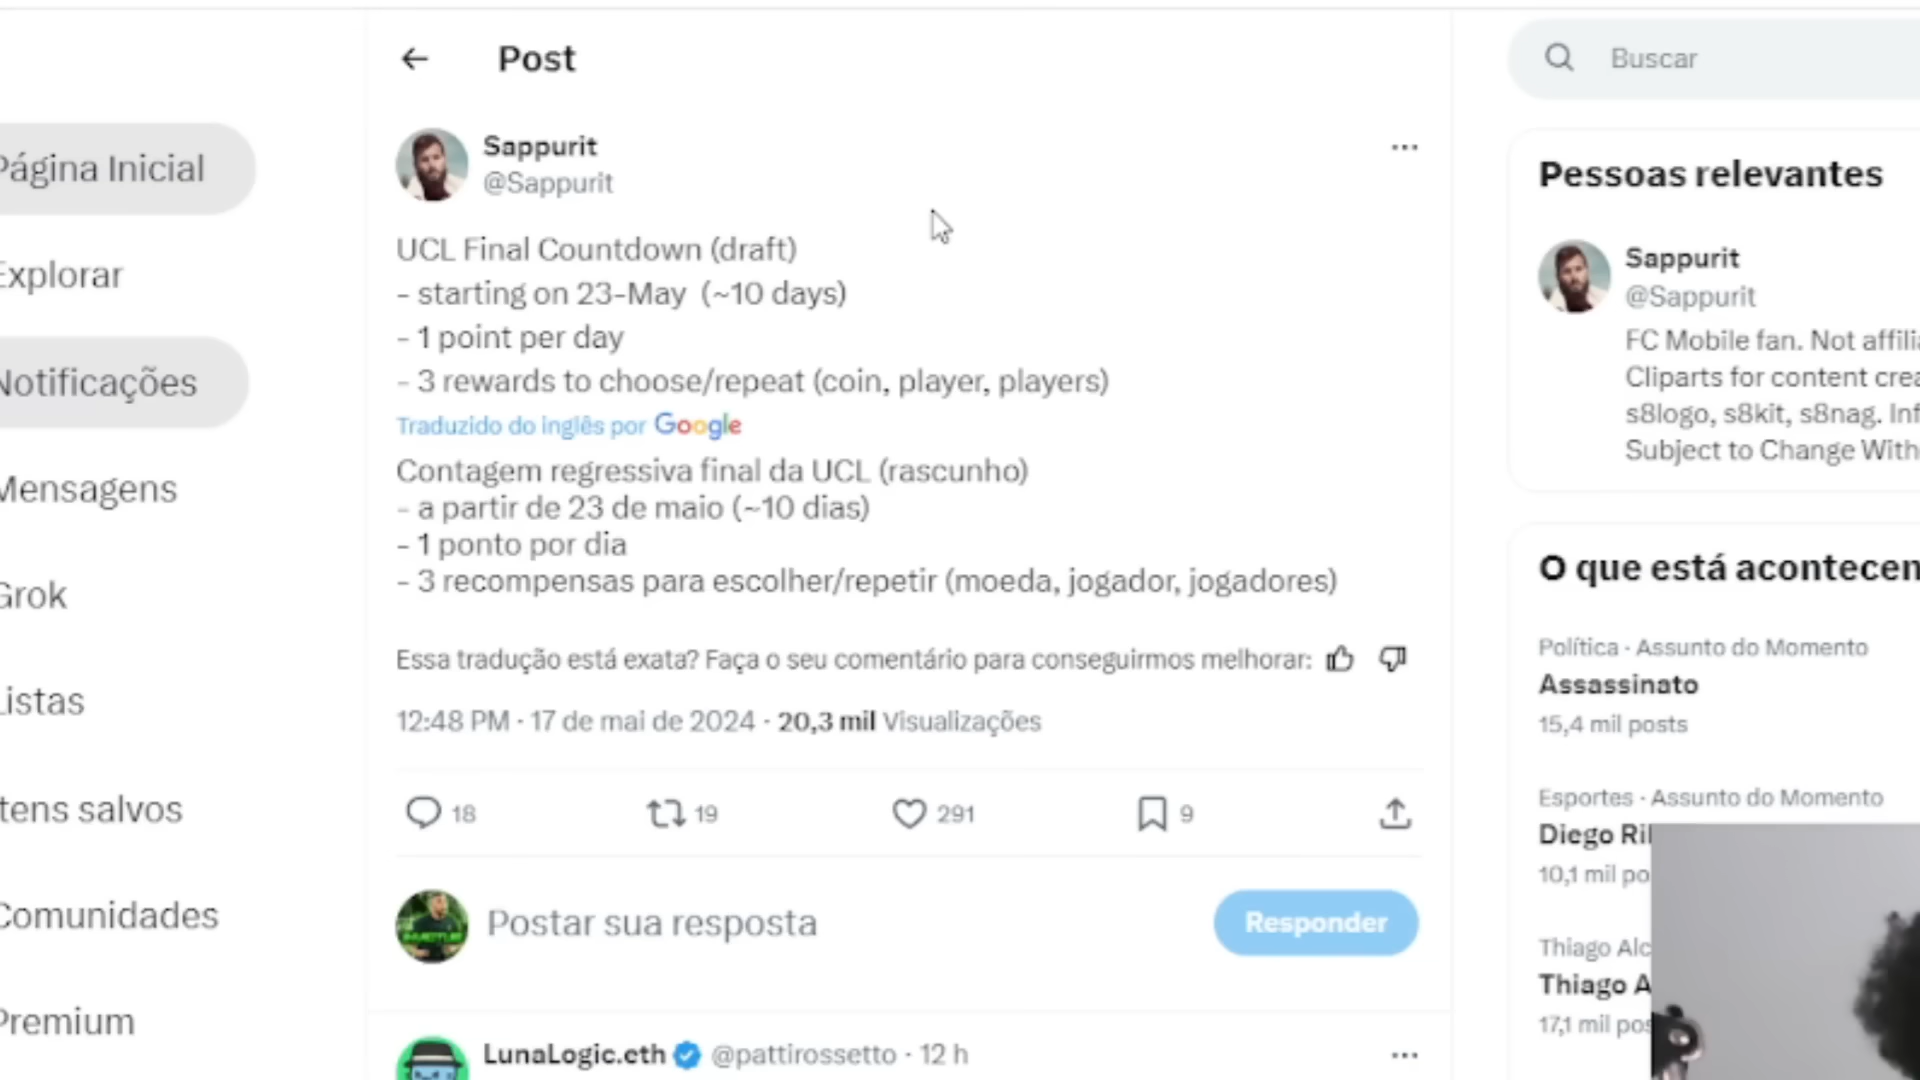 Post
Buscar
Página Inicial
Explorar
Notificações
Mensagens
Grok
Listas
Itens salvos
Comunidades
Premium
Sappurit
@Sappurit
UCL Final Countdown (draft)
- starting on 23-May (~10 days)
- 1 point per day
- 3 rewards to choose/repeat (coin, player, players)
Traduzido do inglês por Google
Contagem regressiva final da UCL (rascunho)
- a partir de 23 de maio (~10 dias)
- 1 ponto por dia
- 3 recompensas para escolher/repetir (moeda, jogador, jogadores)
Essa tradução está exata? Faça o seu comentário para conseguirmos melhorar:
12:48 PM · 17 de mai de 2024 · 20,3 mil Visualizações
18 19 291 9
Postar sua resposta
Responder
LunaLogic.eth @pattirossetto · 12 h
Pessoas relevantes
Sappurit
@Sappurit
FC Mobile fan. Not
Cliparts for content
s8logo, s8kit, s8nag.
Subject to Change
O que está
Política · Assunto do Momento
Assassinato
15,4 mil posts
Esportes · Assunto do Momento
Diego
10,1 mil
Thiago
Thiago
17,1 mil